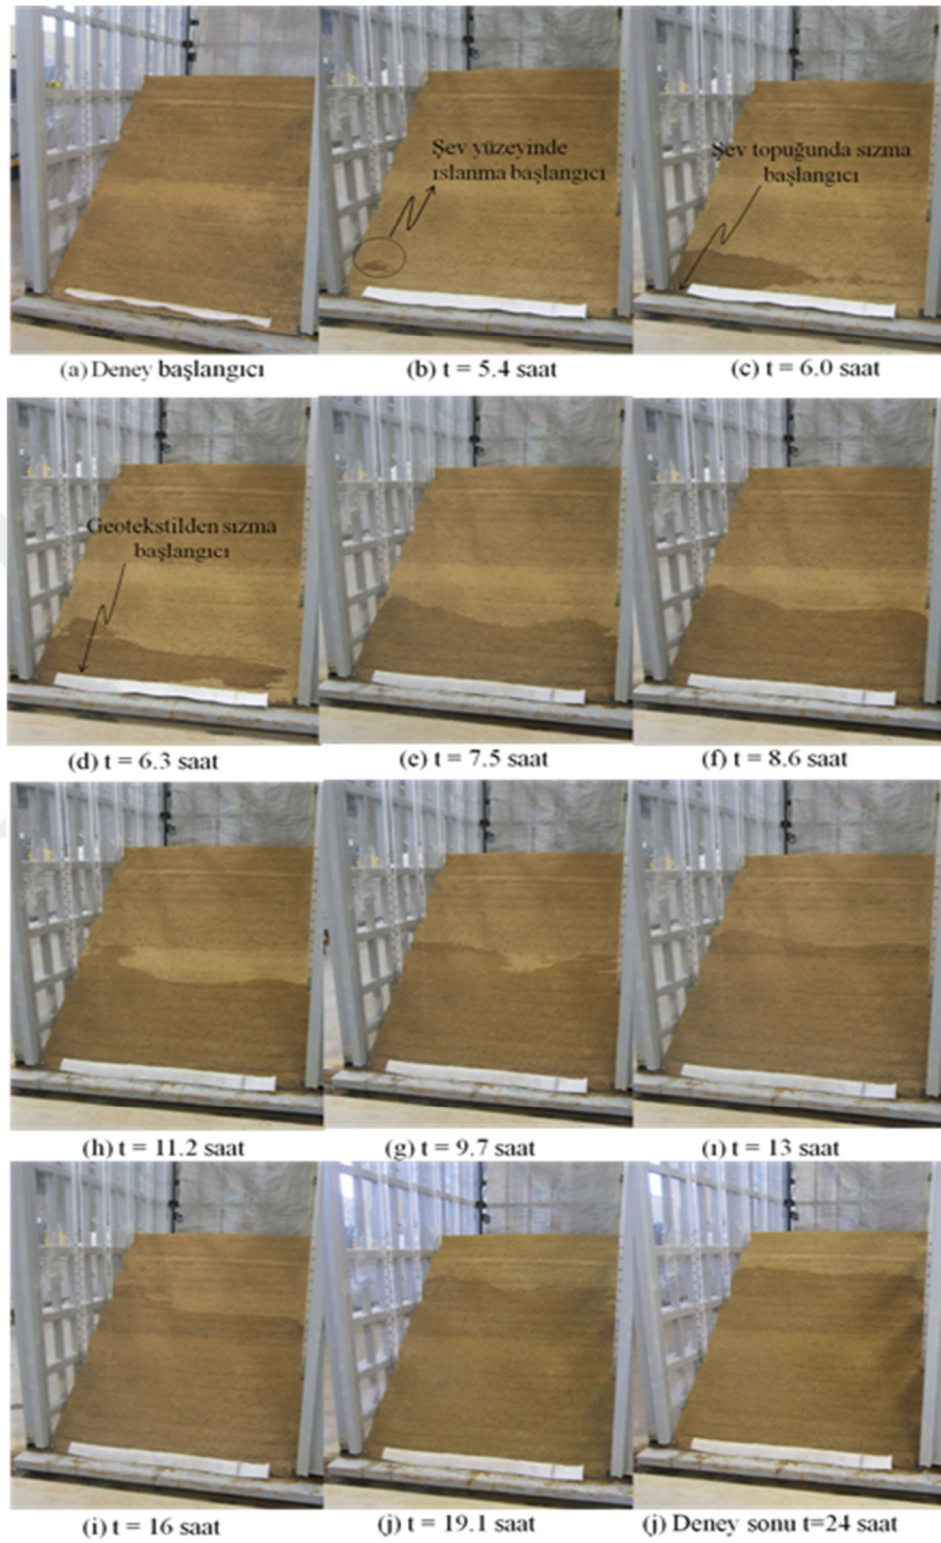 Şev yüzeyinde
ıslanma başlangıcı
Şev topuğunda sızma
başlangıcı
(a) Deney başlangıcı
(b) t = 5.4 saat
(c) t = 6.0 saat
Geotekstilden sızma
başlangıcı
(d) t = 6.3 saat
(e) t = 7.5 saat
(f) t = 8.6 saat
(h) t = 11.2 saat
(g) t = 9.7 saat
(ı) t = 13 saat
(i) t = 16 saat
(j) t = 19.1 saat
(j) Deney sonu t=24 saat